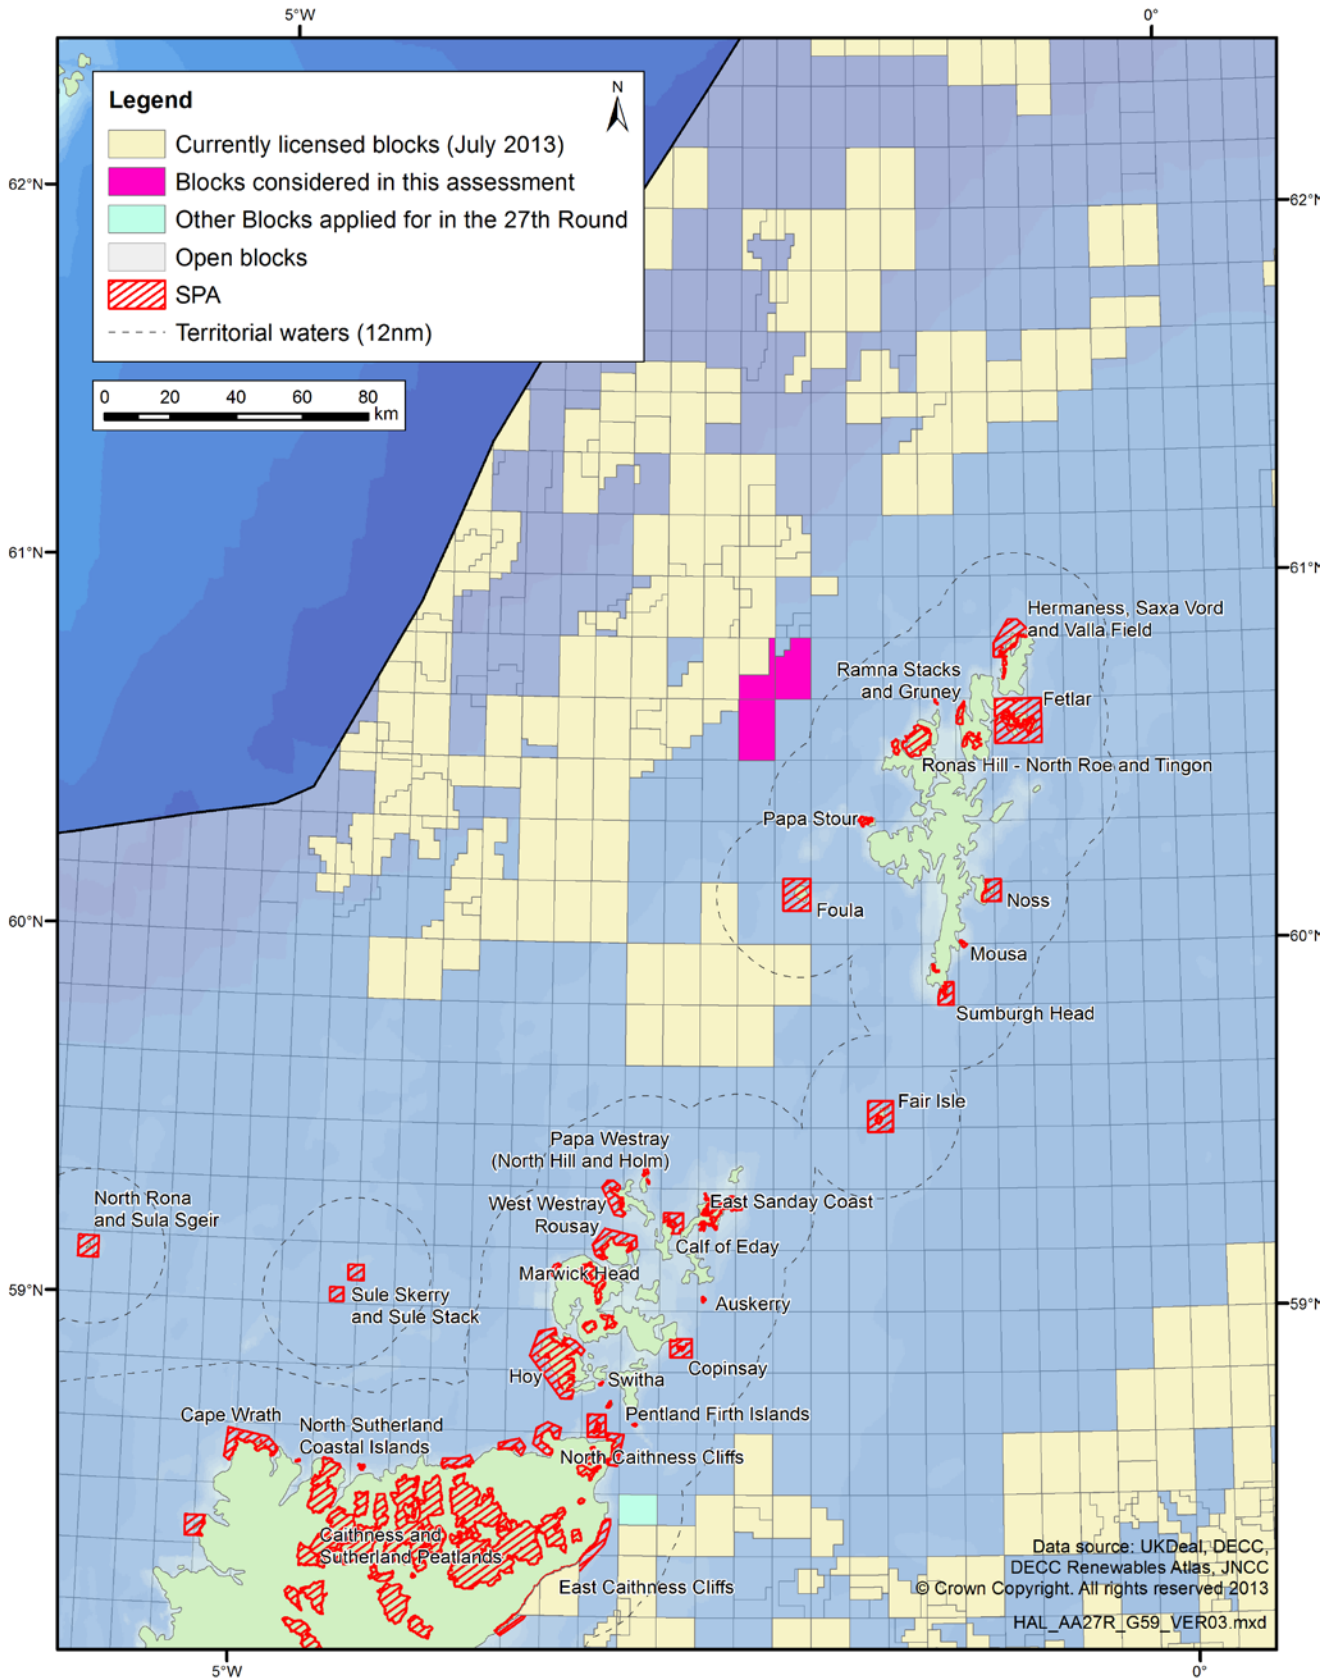 5°W
0°
Legend
N
Currently licensed blocks (July 2013)
Blocks considered in this assessment
Other Blocks applied for in the 27th Round
Open blocks
SPA
Territorial waters (12nm)
0 20 40 60 80
km
62°N
62°N
61°N
61°N
Hermaness, Saxa Vord
and Valla Field
Ramna Stacks
and Gruney
Fetlar
Ronas Hill - North Roe and Tingon
Papa Stour
Foula
Noss
60°N
60°N
Mousa
Sumburgh Head
Fair Isle
Papa Westray
(North Hill and Holm)
North Rona
and Sula Sgeir
West Westray
East Sanday Coast
Rousay
Calf of Eday
Marwick Head
59°N
59°N
Sule Skerry
and Sule Stack
Auskerry
Copinsay
Hoy
Switha
Cape Wrath
Pentland Firth Islands
North Sutherland
Coastal Islands
North Caithness Cliffs
Caithness and
Sutherland Peatlands
East Caithness Cliffs
Data source: UKDeal, DECC,
DECC Renewables Atlas, JNCC
© Crown Copyright. All rights reserved 2013
HAL_AA27R_G59_VER03.mxd
5°W
0°